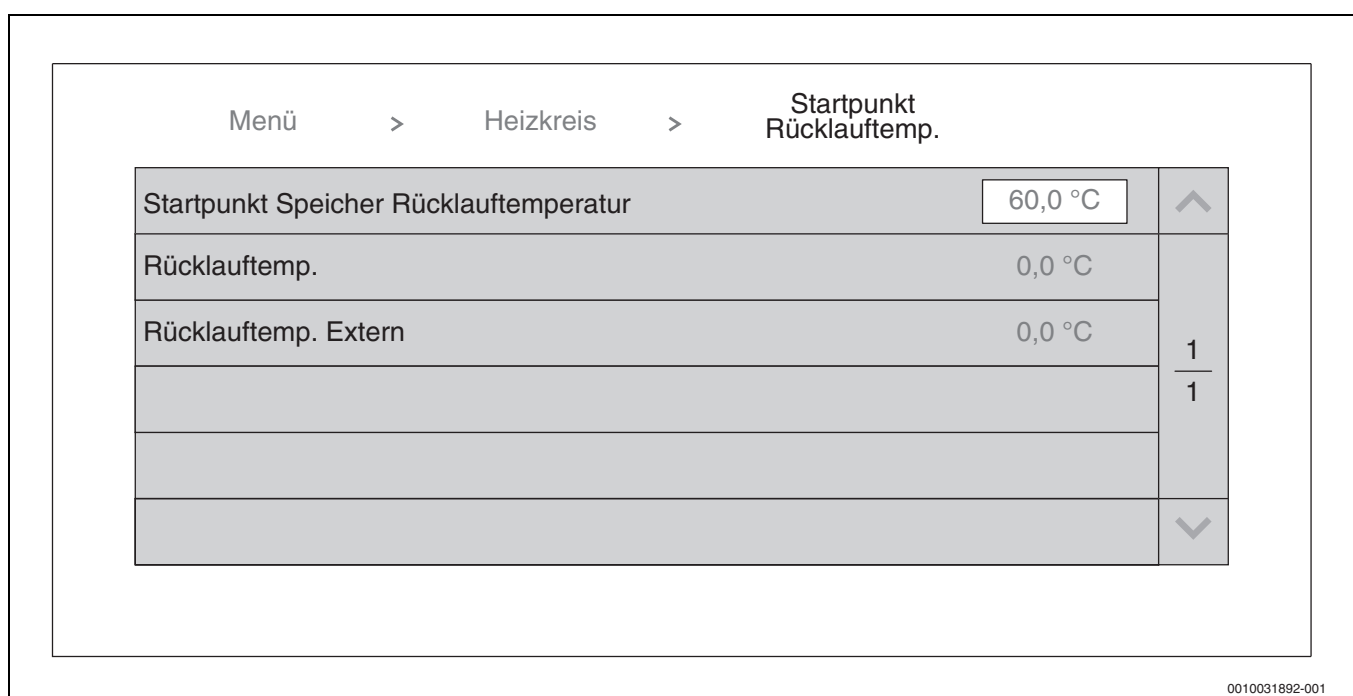 Menü > Heizkreis > Startpunkt
Rücklauftemp.
Startpunkt Speicher Rücklauftemperatur 60,0 °C
Rücklauftemp. 0,0 °C
Rücklauftemp. Extern 0,0 °C
1
1
0010031892-001